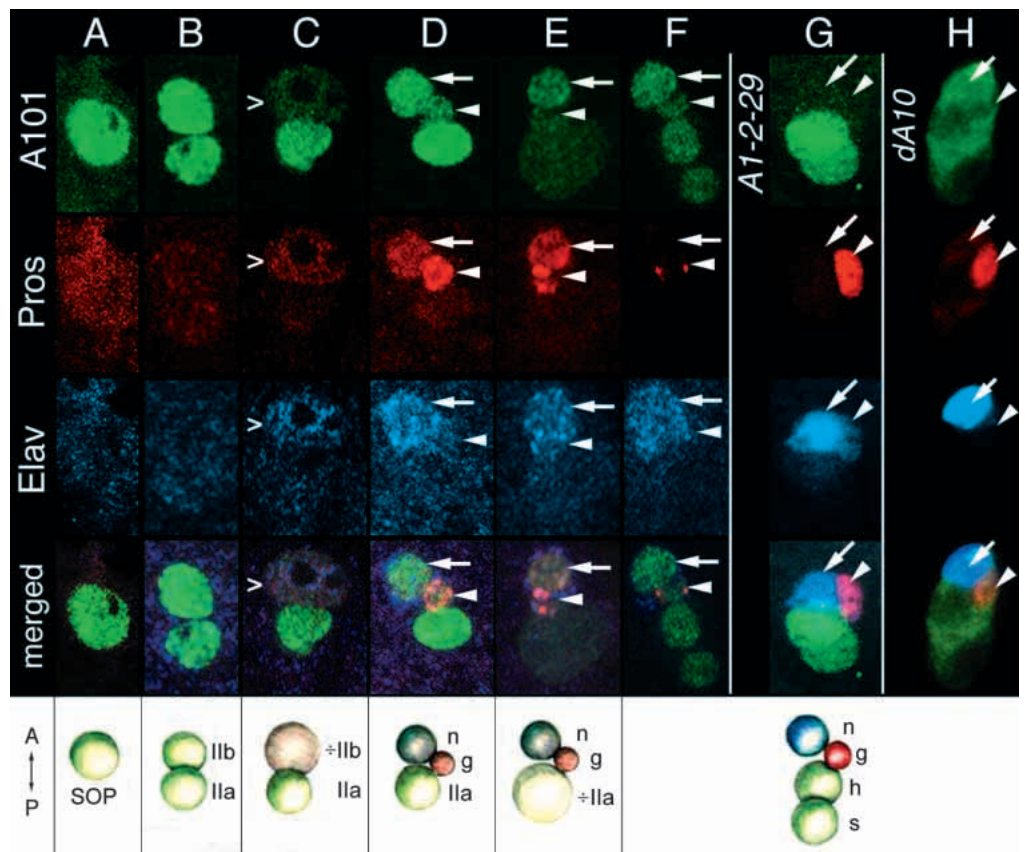 A B C D E F G H
A101
A1-2-29
dA10
Pros
>
>
Elav
>
merged
>
A
P
SOP
IIb
IIa
÷IIb
IIa
n
g
IIa
n
g
÷IIa
n
g
h
s